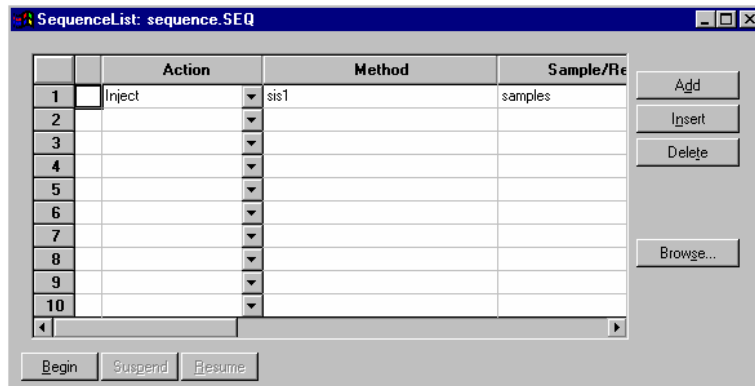 SequenceList: sequence.SEQ
Action Method Sample/Re
1 Inject sis1 samples
2
3
4
5
6
7
8
9
10
Add
Insert
Delete
Browse...
Begin Suspend Resume